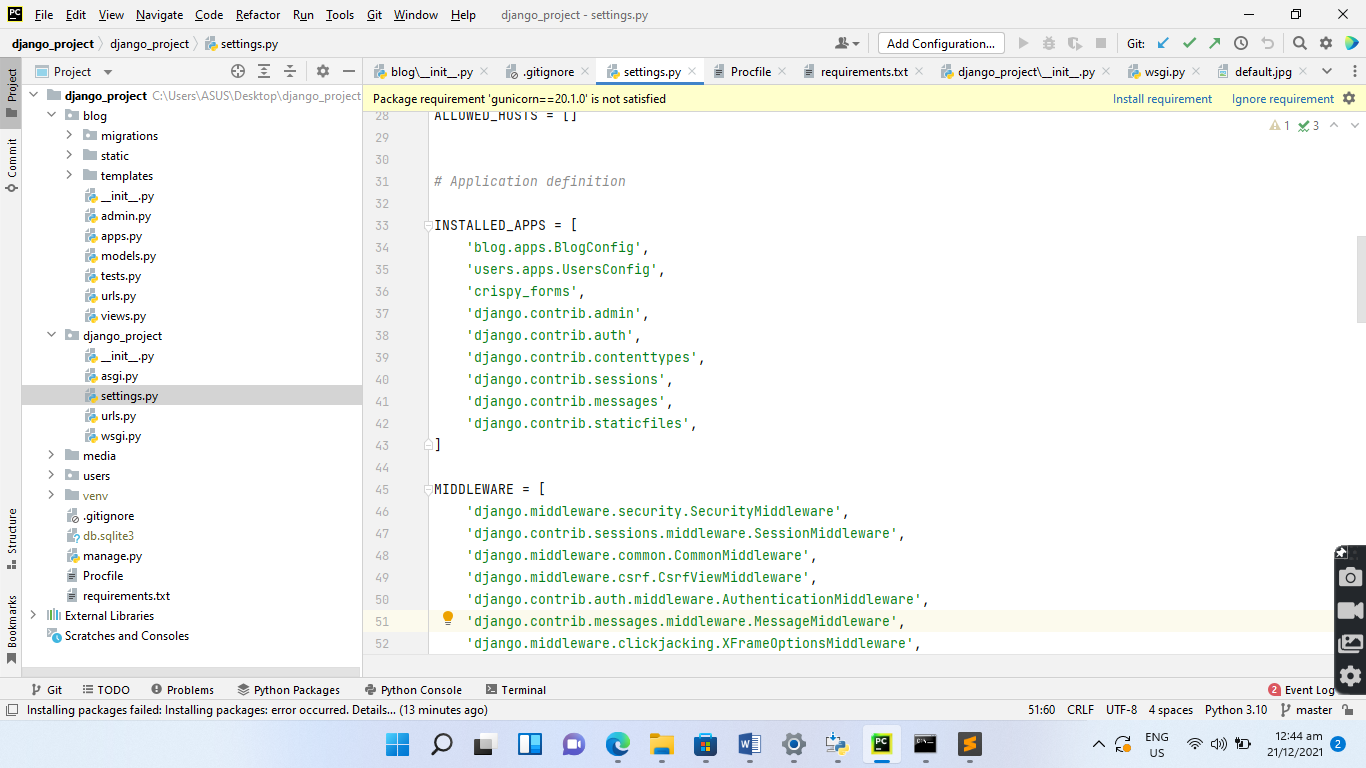 PC File Edit View Navigate Code Refactor Run Tools Git Window Help django_project - settings.py
django_project django_project settings.py Add Configuration... Git:
Project blog\__init__.py .gitignore settings.py Procfile requirements.txt django_project\__init__.py wsgi.py default.jpg
Project
Commit
Structure
Bookmarks
django_project C:\Users\ASUS\Desktop\django_project
blog
migrations
static
templates
__init__.py
admin.py
apps.py
models.py
tests.py
urls.py
views.py
django_project
__init__.py
asgi.py
settings.py
urls.py
wsgi.py
media
users
venv
.gitignore
db.sqlite3
manage.py
Procfile
requirements.txt
External Libraries
Scratches and Consoles
Package requirement 'gunicorn==20.1.0' is not satisfied Install requirement Ignore requirement
1 3
28 ALLOWED_HOSTS = []
29
30
31 # Application definition
32
33 INSTALLED_APPS = [
34 'blog.apps.BlogConfig',
35 'users.apps.UsersConfig',
36 'crispy_forms',
37 'django.contrib.admin',
38 'django.contrib.auth',
39 'django.contrib.contenttypes',
40 'django.contrib.sessions',
41 'django.contrib.messages',
42 'django.contrib.staticfiles',
43 ]
44
45 MIDDLEWARE = [
46 'django.middleware.security.SecurityMiddleware',
47 'django.contrib.sessions.middleware.SessionMiddleware',
48 'django.middleware.common.CommonMiddleware',
49 'django.middleware.csrf.CsrfViewMiddleware',
50 'django.contrib.auth.middleware.AuthenticationMiddleware',
51 'django.contrib.messages.middleware.MessageMiddleware',
52 'django.middleware.clickjacking.XFrameOptionsMiddleware',
Git TODO Problems Python Packages Python Console Terminal 2 Event Log
Installing packages failed: Installing packages: error occurred. Details... (13 minutes ago) 51:60 CRLF UTF-8 4 spaces Python 3.10 master
PC
ENG 12:44 am
US 21/12/2021 2